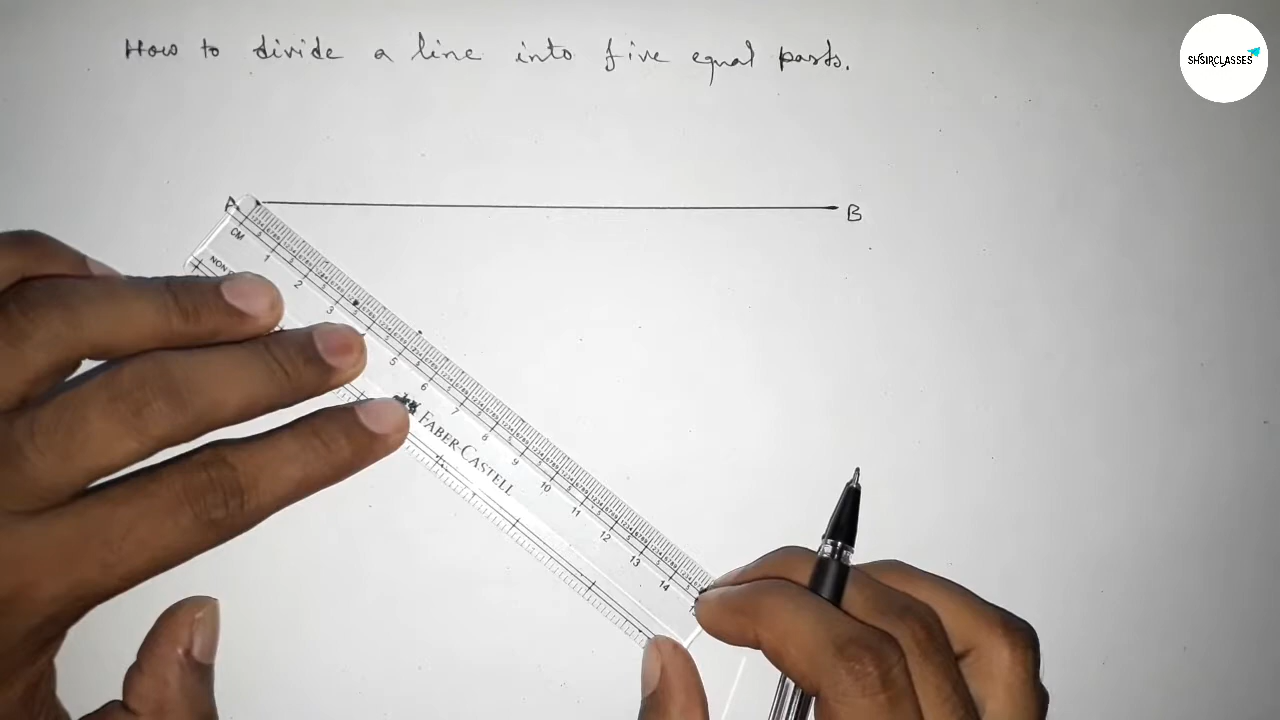 How to divide a line into five equal parts.
SHSIRCLASSES
A
B
CM
1 2 3 5 6 7 8 9 10 11 12 13 14
FABER-CASTELL